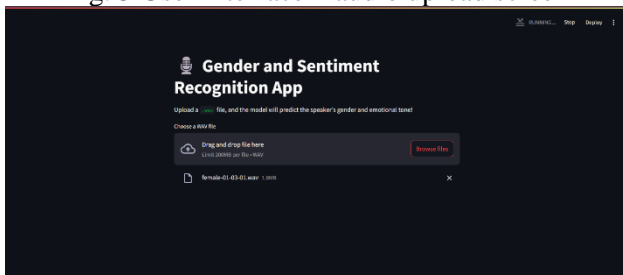 RUNNING... Stop Deploy
Gender and Sentiment
Recognition App
Upload a .wav file, and the model will predict the speaker's gender and emotional tone!
Choose a WAV file
Drag and drop file here
Limit 200MB per file • WAV
Browse files
female-01-03-01.wav